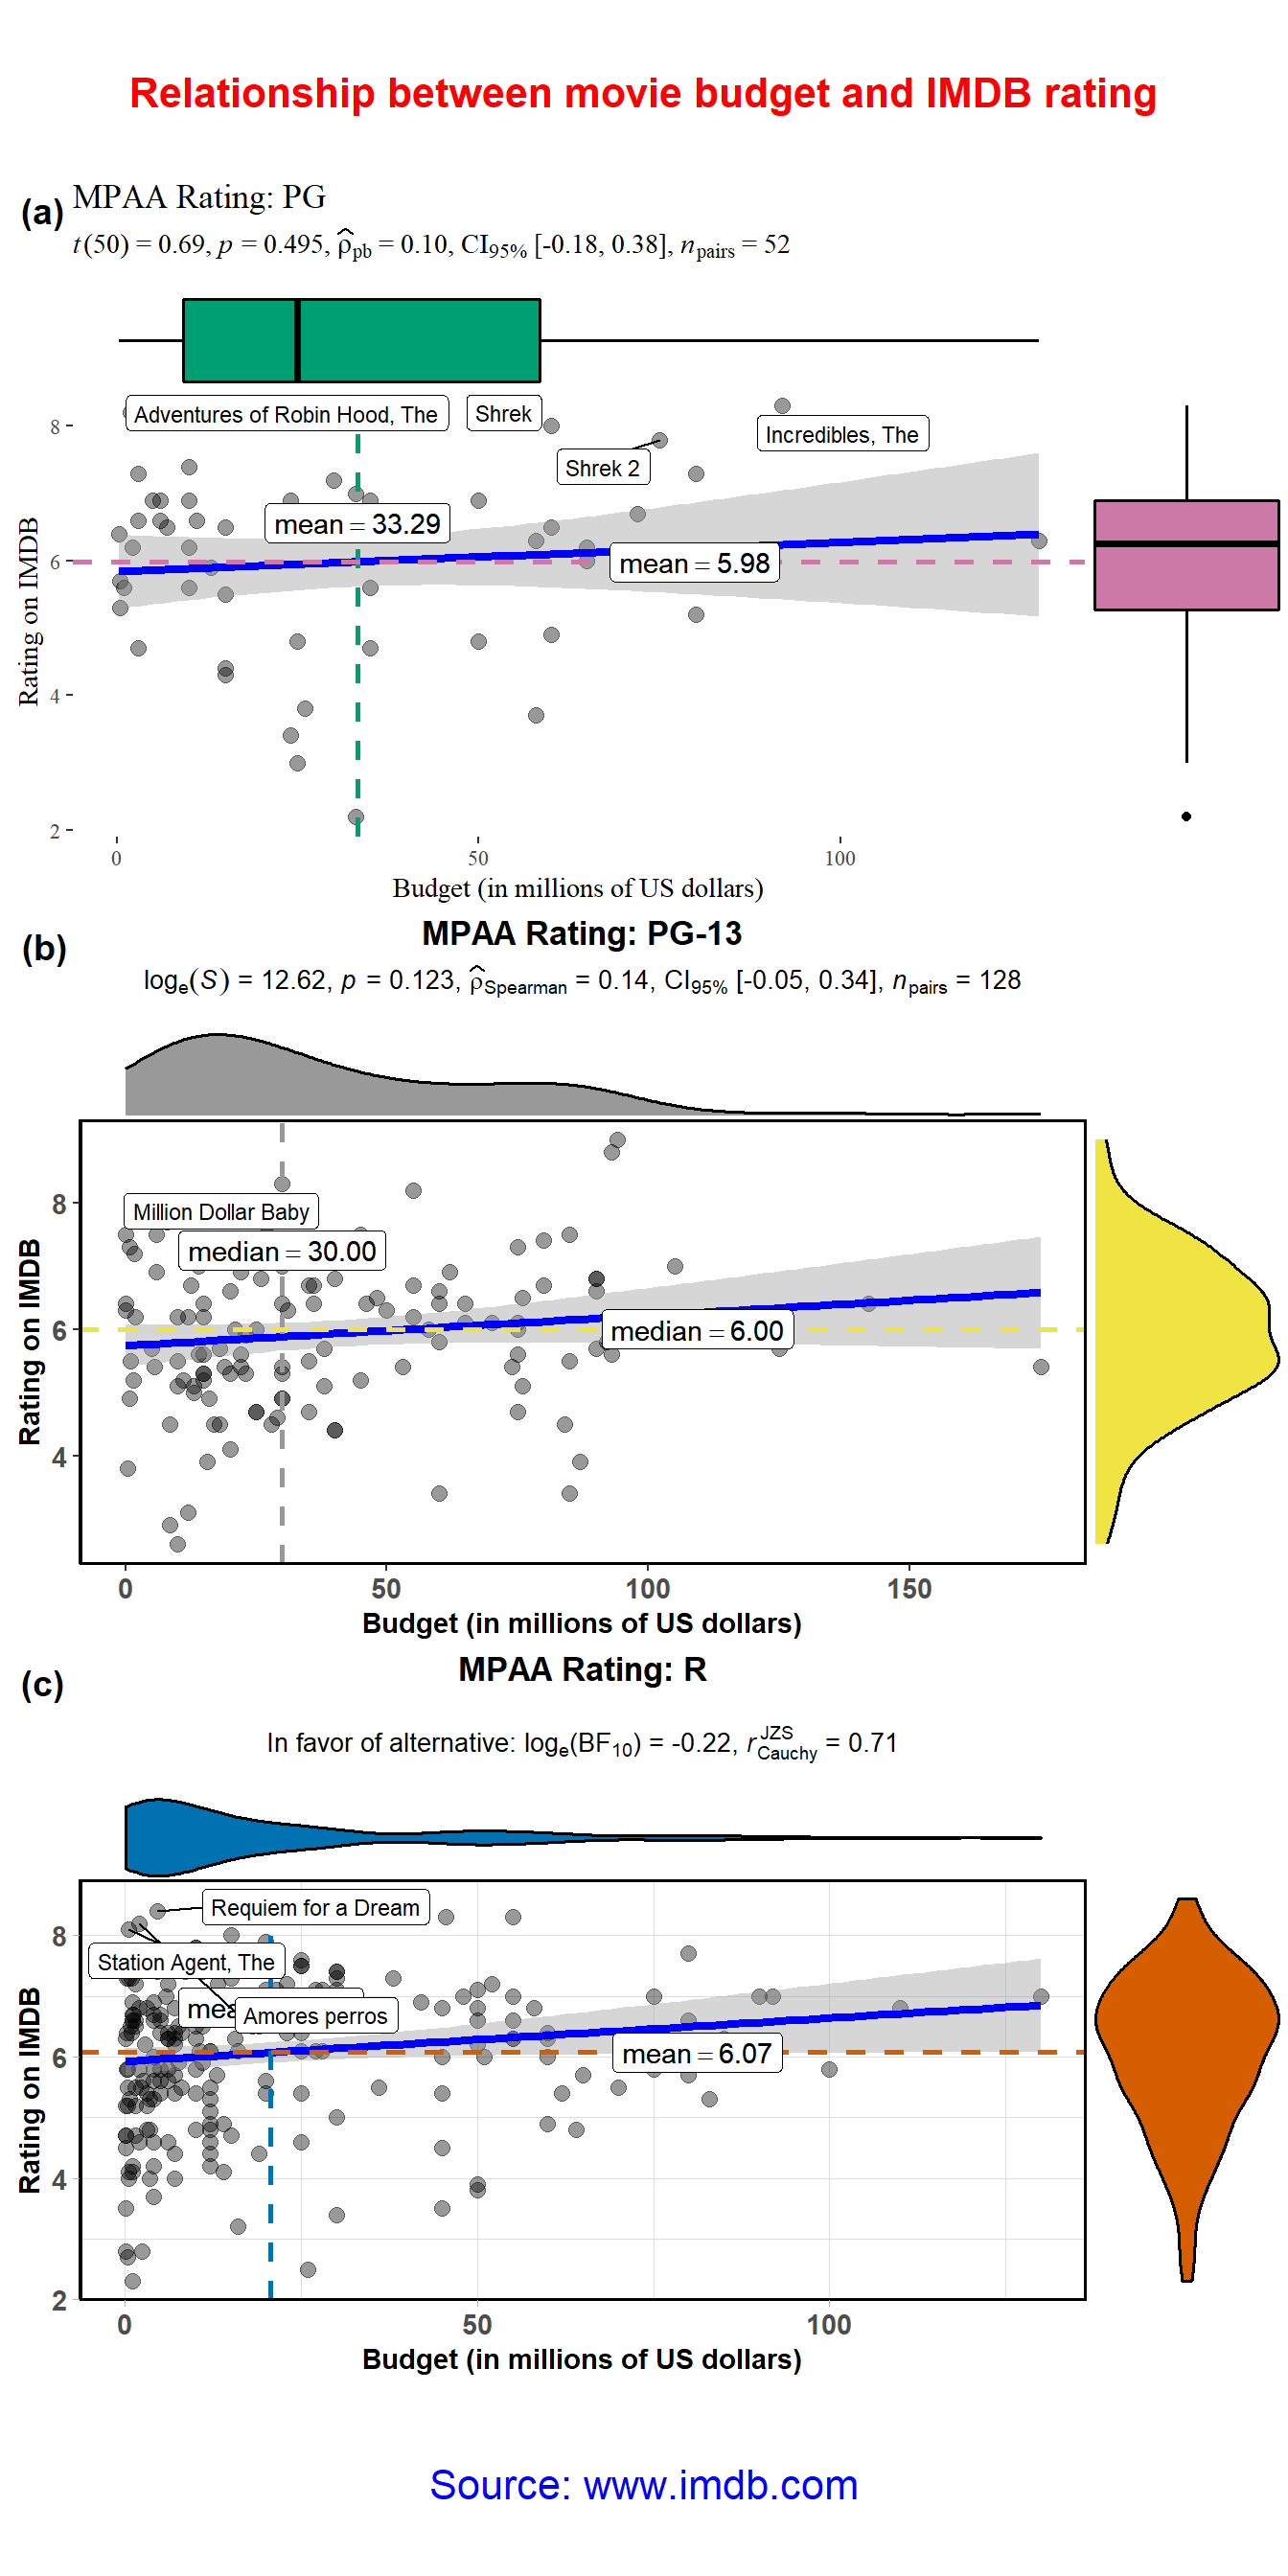 Relationship between movie budget and IMDB rating
(a)
MPAA Rating: PG
t(50) = 0.69, p = 0.495, ρ̂pb = 0.10, CI95% [-0.18, 0.38], npairs = 52
Adventures of Robin Hood, The
Shrek
Incredibles, The
Shrek 2
mean = 33.29
mean = 5.98
Rating on IMDB
8
6
4
2
0
50
100
Budget (in millions of US dollars)
(b)
MPAA Rating: PG-13
loge(S) = 12.62, p = 0.123, ρ̂Spearman = 0.14, CI95% [-0.05, 0.34], npairs = 128
Million Dollar Baby
median = 30.00
median = 6.00
Rating on IMDB
8
6
4
0
50
100
150
Budget (in millions of US dollars)
(c)
MPAA Rating: R
In favor of alternative: loge(BF10) = -0.22, rCauchyJZS = 0.71
Requiem for a Dream
Station Agent, The
Amores perros
mean = 6.07
Rating on IMDB
8
6
4
2
0
50
100
Budget (in millions of US dollars)
Source: www.imdb.com